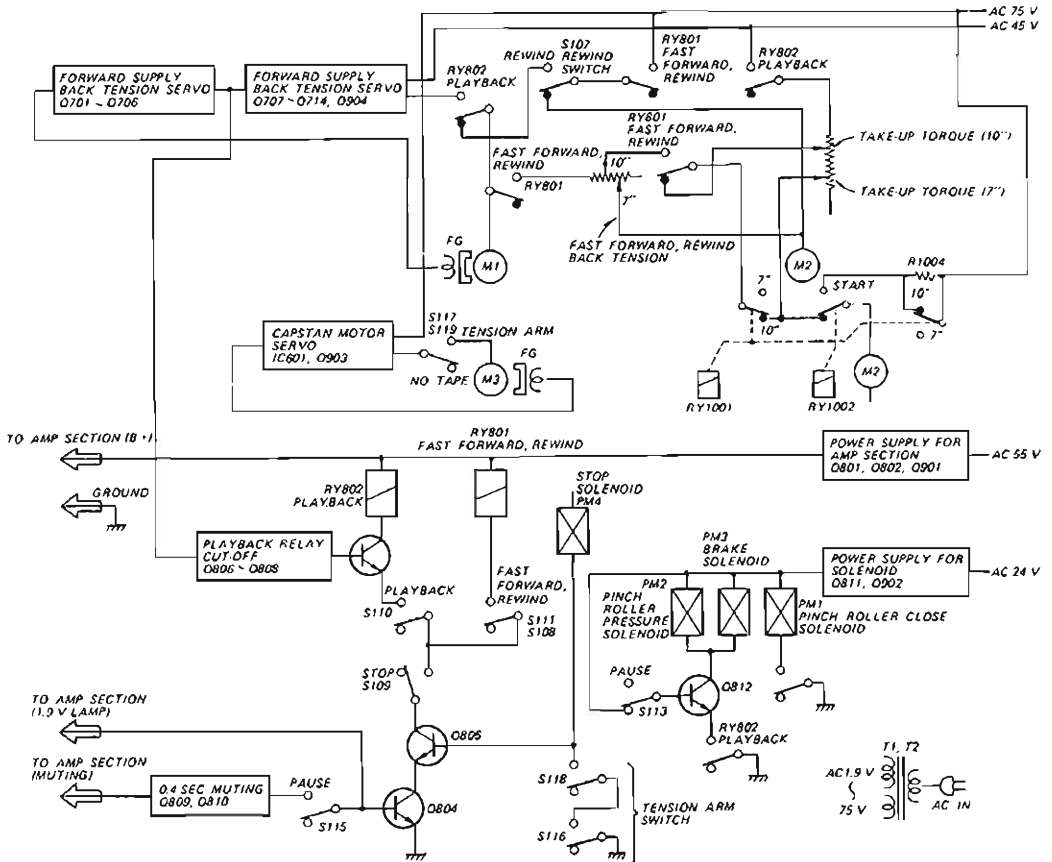 AC 75 V
AC 45 V
S107
REWIND
REWIND SWITCH
RY801
FAST
FORWARD,
REWIND
RY802
PLAYBACK
RY802
PLAYBACK
FORWARD SUPPLY
BACK TENSION SERVO
Q701 ~ Q706
FORWARD SUPPLY
BACK TENSION SERVO
Q707 ~ Q714, Q904
RY601
FAST FORWARD,
REWIND
FAST FORWARD,
REWIND
10"
RY801
7"
TAKE-UP TORQUE (10")
TAKE-UP TORQUE (7")
FAST FORWARD, REWIND
BACK TENSION
FG
M1
M2
R1004
7"
START
10"
10"
7"
S117
S119
TENSION ARM
CAPSTAN MOTOR
SERVO
IC601, Q903
FG
NO TAPE
M3
M2
RY1001
RY1002
TO AMP SECTION (B+)
RY801
FAST FORWARD, REWIND
POWER SUPPLY FOR
AMP SECTION
Q801, Q802, Q901
AC 55 V
RY802
PLAYBACK
STOP
SOLENOID
PM4
GROUND
PLAYBACK RELAY
CUT-OFF
Q806 ~ Q808
PM3
BRAKE
SOLENOID
POWER SUPPLY FOR
SOLENOID
Q811, Q902
AC 24 V
PM2
PINCH
ROLLER
PRESSURE
SOLENOID
PM1
PINCH ROLLER CLOSE
SOLENOID
PLAYBACK
S110
FAST
FORWARD,
REWIND
S111
S108
STOP
S109
PAUSE
S113
Q812
RY802
PLAYBACK
TO AMP SECTION
(1.9 V LAMP)
Q805
T1, T2
TO AMP SECTION
(MUTING)
0.4 SEC MUTING
Q809, Q810
PAUSE
S115
Q804
S118
S116
TENSION ARM
SWITCH
AC1.9 V
~
75 V
AC IN